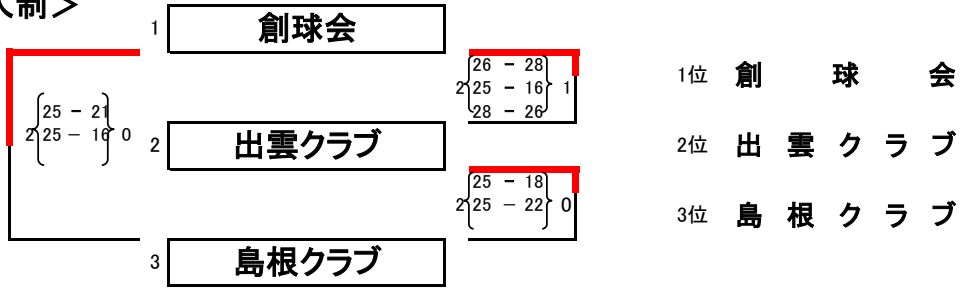 人制＞
1 創球会
26 － 28
2 25 － 16 1
28 － 26
1位 創 球 会
25 － 21
2 25 － 16 0
2 出雲クラブ
2位 出 雲 ク ラ ブ
25 － 18
2 25 － 22 0
3位 島 根 ク ラ ブ
3 島根クラブ